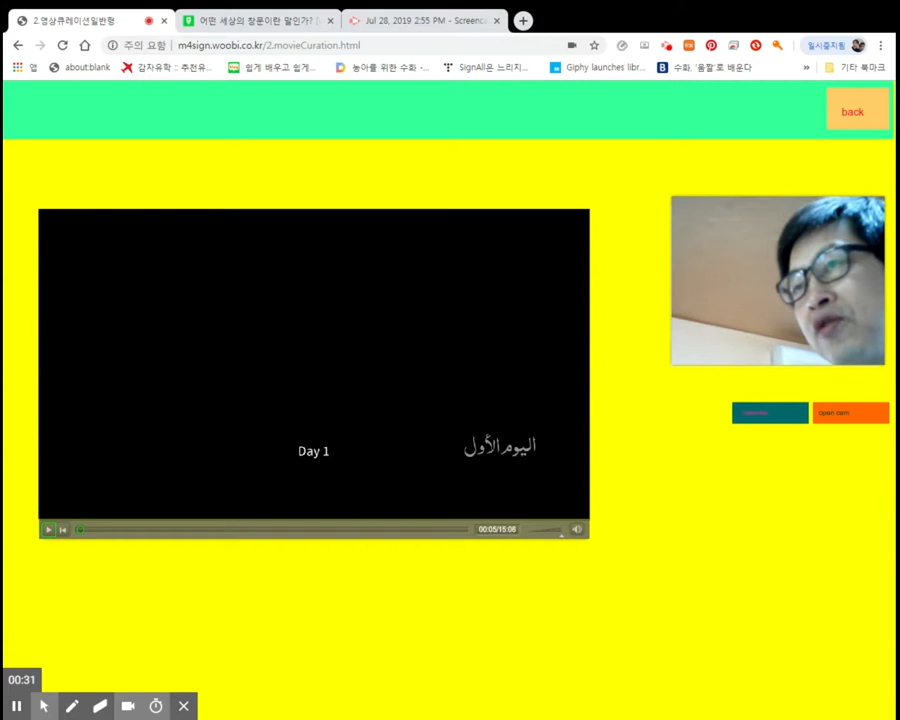 2.영상큐레이션일반형
어떤 세상의 장문이란 말인가? [
Jul 28, 2019 2:55 PM - Screenca
주의 요함 | m4sign.woobi.co.kr/2.movieCuration.html
일시중지됨
앱
about:blank
감자유학 :: 추천유...
쉽게 배우고 쉽게...
농아를 위한 수화 -...
SignAll은 느리지...
Giphy launches libr...
수화, '움짤'로 배운다
»
기타 북마크
back
Day 1
اليوم الأول
open cam
00:05/15:08
00:31